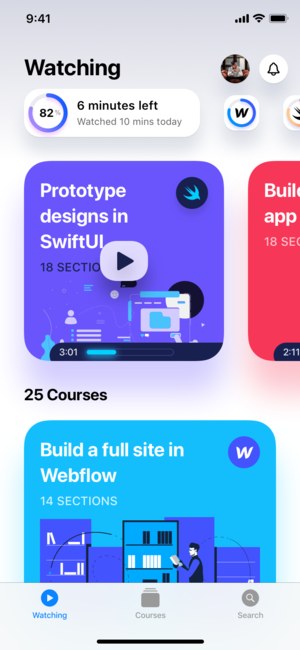 9:41
Watching
82%
6 minutes left
Watched 10 mins today
W
Prototype
designs in
SwiftUI
18 SECTIO
3:01
Buil
app
18 SEC
2:11
25 Courses
Build a full site in
Webflow
W
14 SECTIONS
Watching
Courses
Search